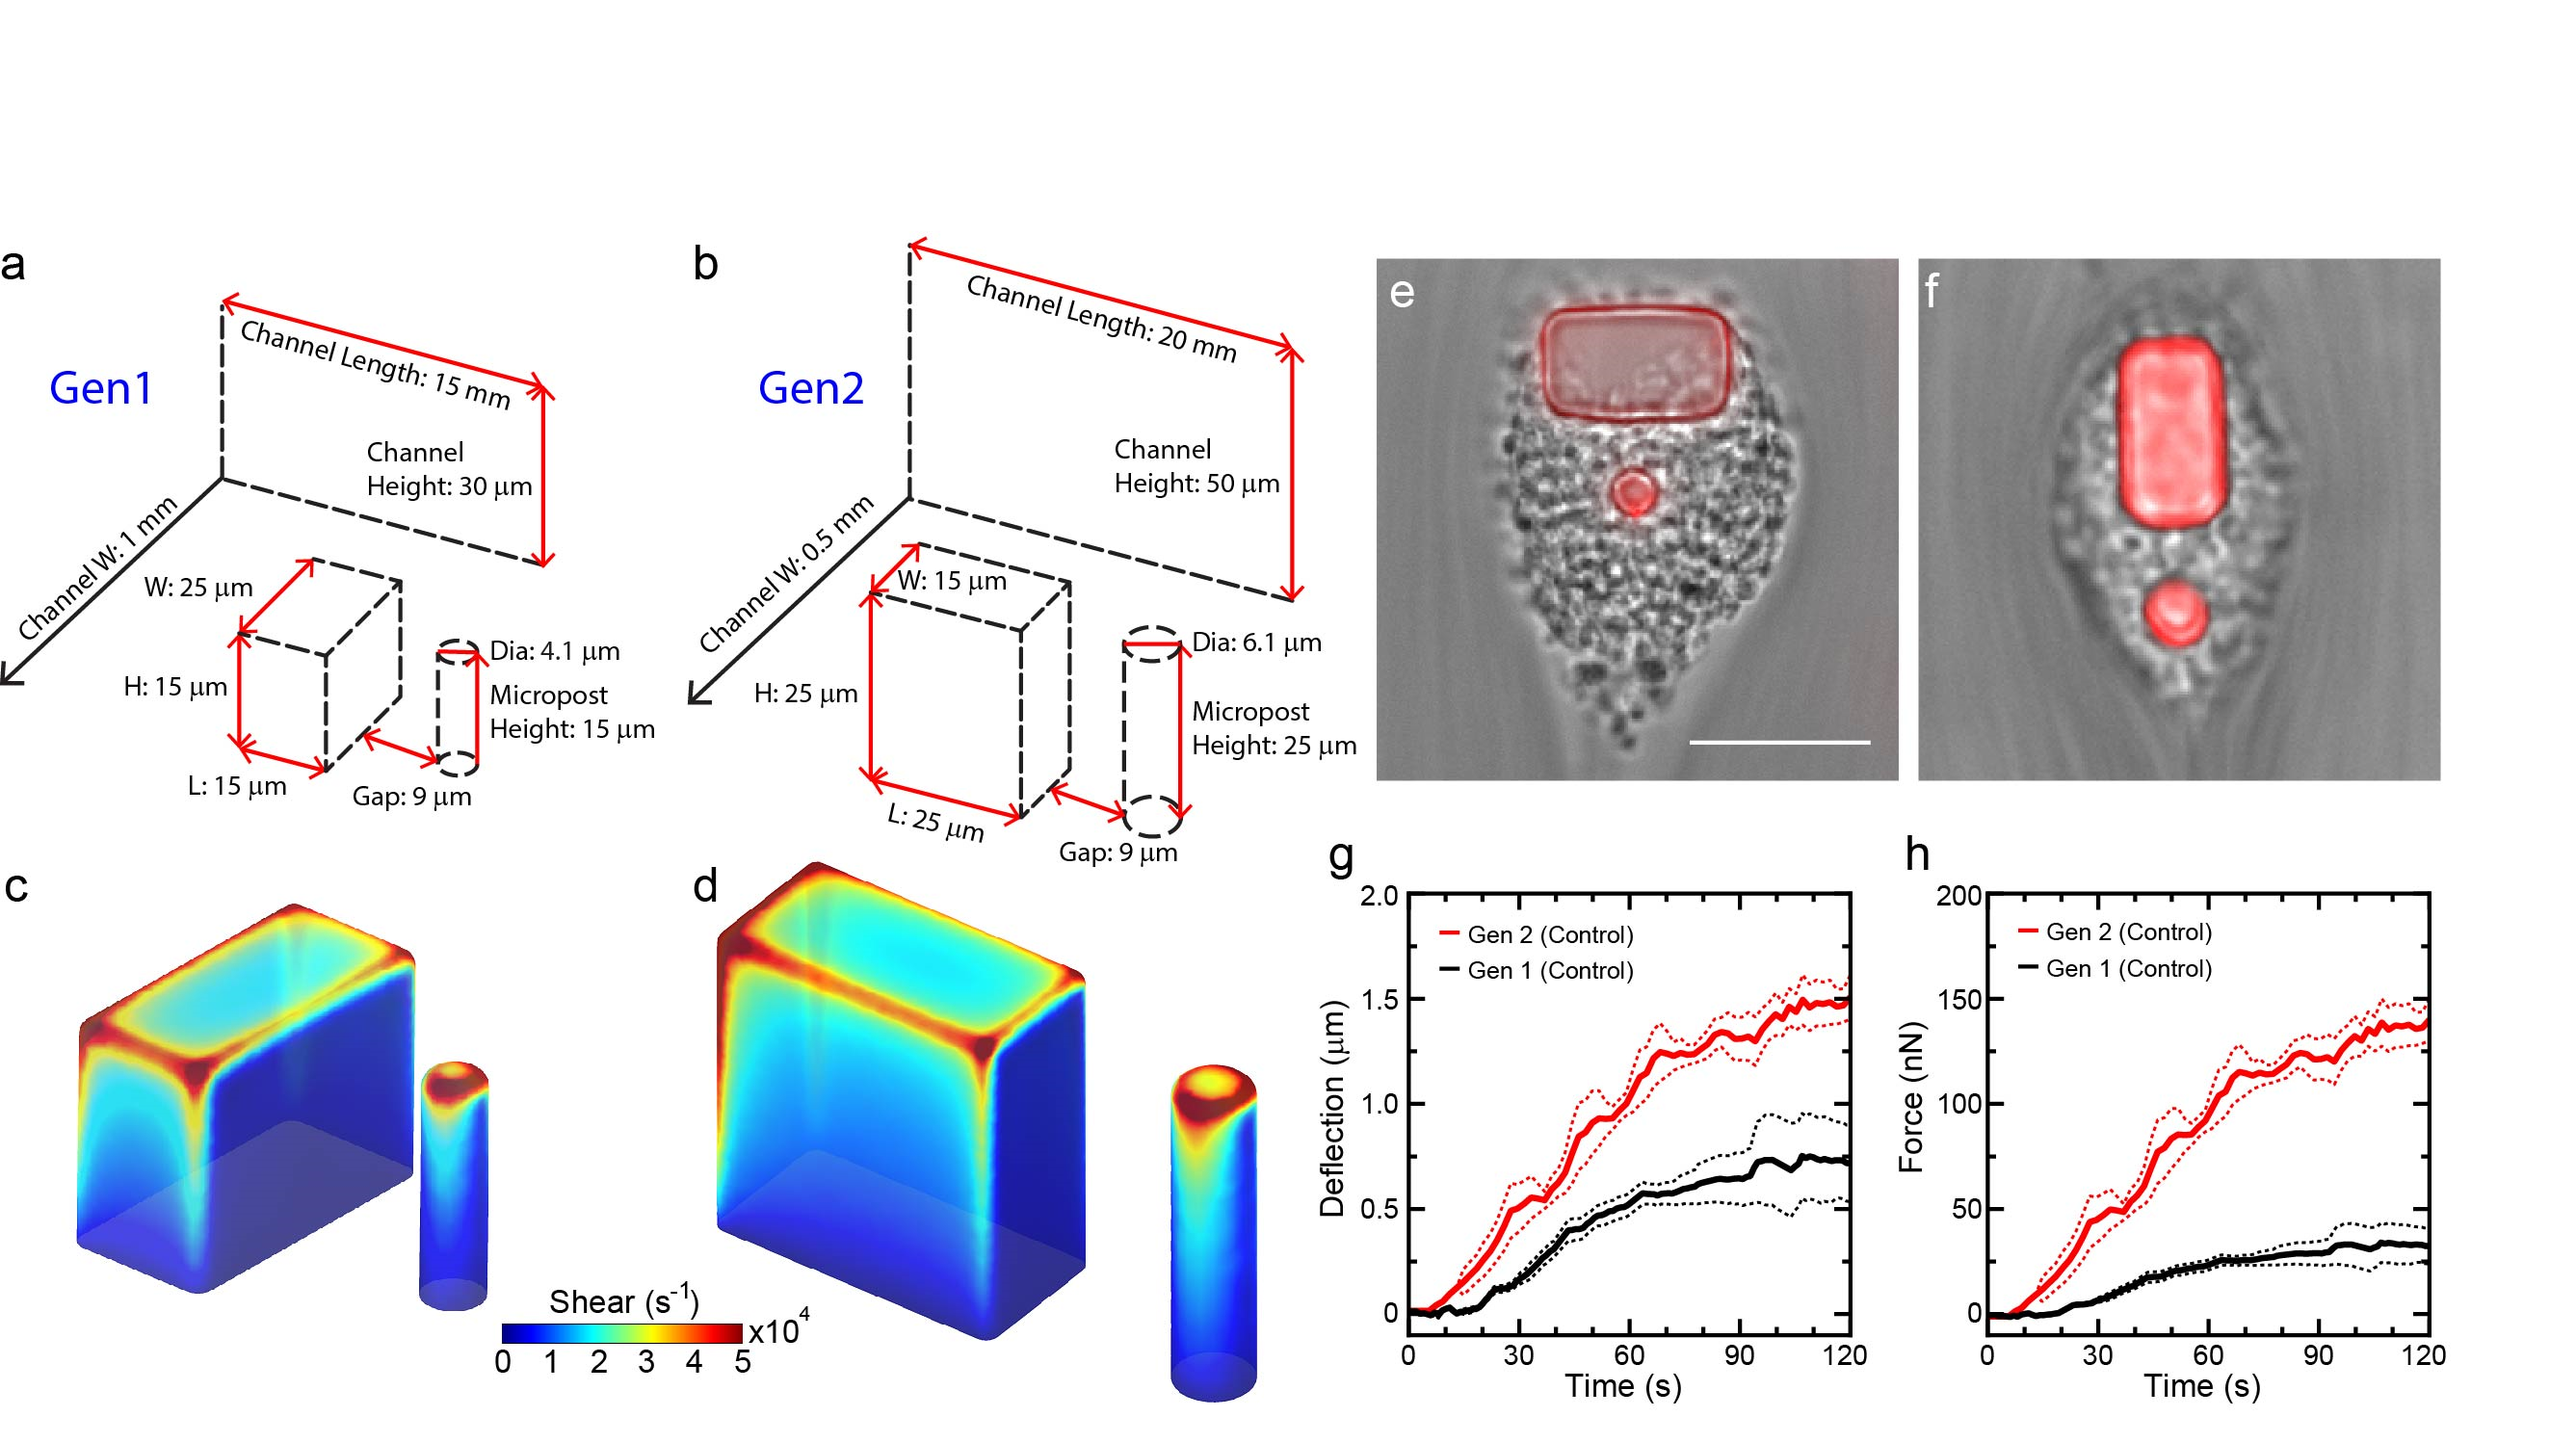 a
Gen1
Channel Length: 15 mm
Channel
Height: 30 μm
Channel W: 1 mm
W: 25 μm
H: 15 μm
L: 15 μm
Gap: 9 μm
Dia: 4.1 μm
Micropost
Height: 15 μm
b
Gen2
Channel Length: 20 mm
Channel
Height: 50 μm
Channel W: 0.5 mm
W: 15 μm
H: 25 μm
L: 25 μm
Gap: 9 μm
Dia: 6.1 μm
Micropost
Height: 25 μm
c
d
Shear (s⁻¹)
x10⁴
0 1 2 3 4 5
e
f
g
Deflection (μm)
2.0
1.5
1.0
0.5
0
Gen 2 (Control)
Gen 1 (Control)
0 30 60 90 120
Time (s)
h
Force (nN)
200
150
100
50
0
Gen 2 (Control)
Gen 1 (Control)
0 30 60 90 120
Time (s)